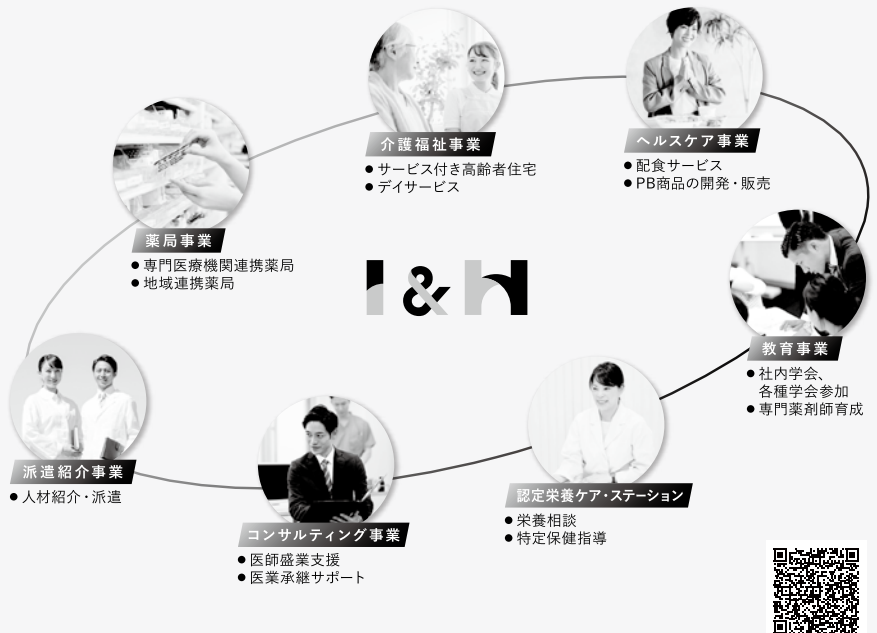 介護福祉事業
●サービス付き高齢者住宅
●デイサービス
ヘルスケア事業
●配食サービス
●PB商品の開発・販売
薬局事業
●専門医療機関連携薬局
●地域連携薬局
I&H
教育事業
●社内学会、
各種学会参加
●専門薬剤師育成
派遣紹介事業
●人材紹介・派遣
コンサルティング事業
●医師盛業支援
●医業承継サポート
認定栄養ケア・ステーション
●栄養相談
●特定保健指導